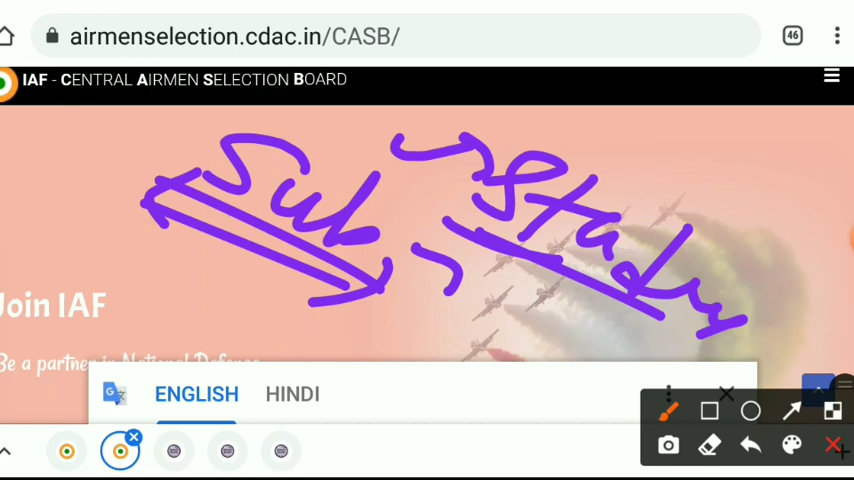 airmenselection.cdac.in/CASB/
46
IAF - CENTRAL AIRMEN SELECTION BOARD
Sub
Study
Join IAF
Be a partner in National Defence
ENGLISH HINDI